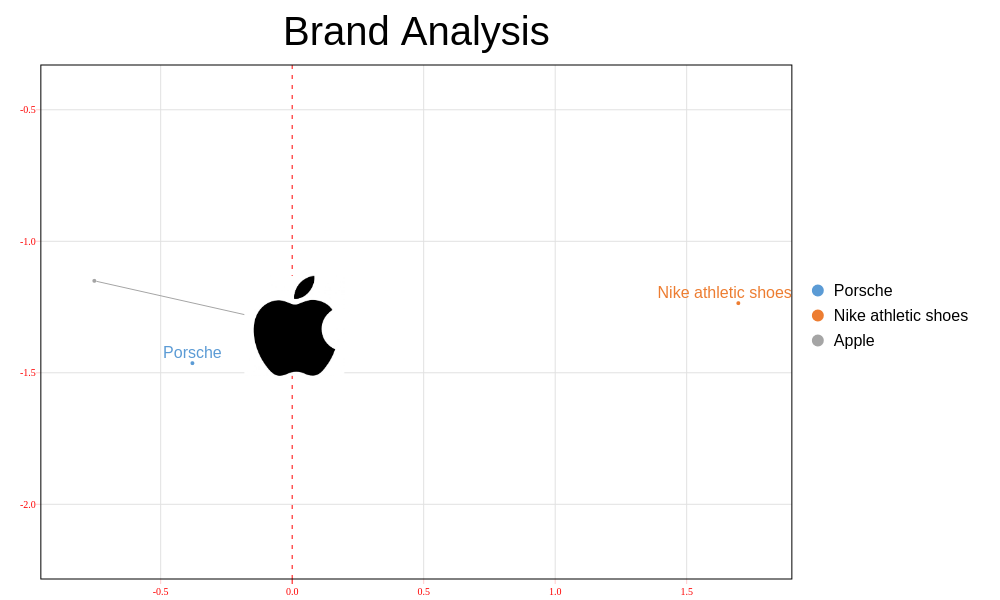 Brand Analysis
-0.5
-1.0
-1.5
-2.0
Nike athletic shoes
Porsche
-0.5
0.0
0.5
1.0
1.5
Porsche
Nike athletic shoes
Apple